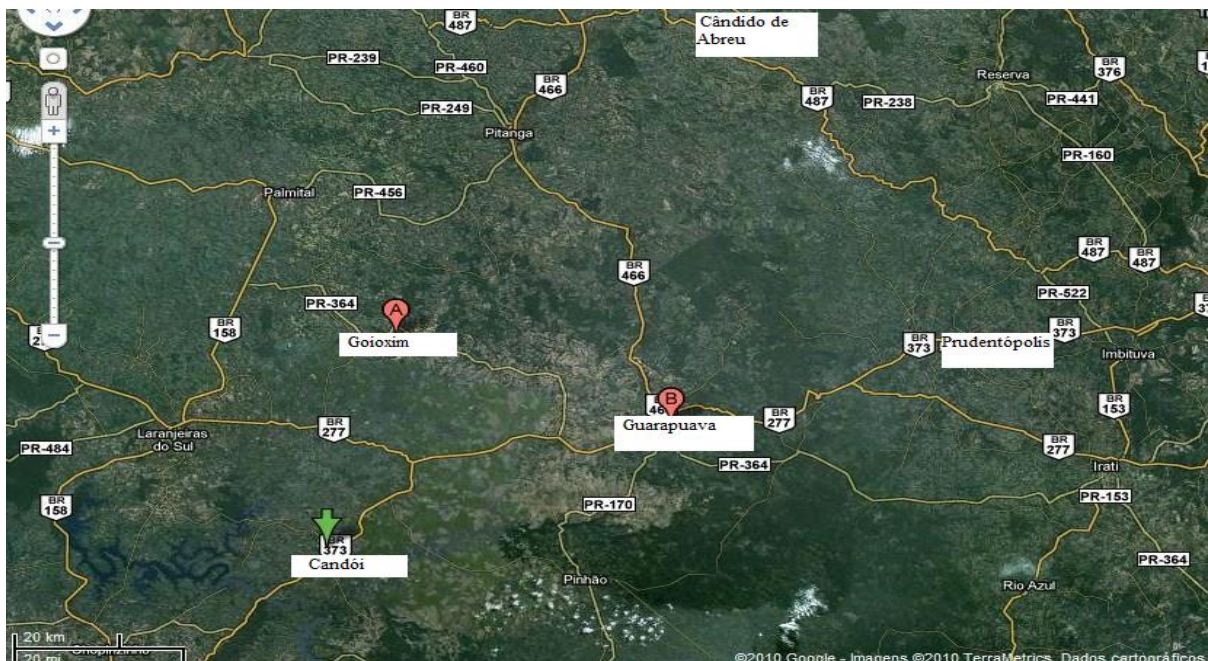 BR
487
Cândido de
Abreu
PR-239
PR-460
BR
466
Reserva
BR
376
PR-249
BR
487
PR-238
PR-441
Pitanga
PR-160
Palmital
PR-456
BR
466
BR
487
BR
487
PR-364
A
PR-522
BR
158
Goioxim
BR
373
Prudentópolis
BR
373
Imbituva
B
Guarapuava
BR
277
BR
153
BR
277
Laranjeiras
do Sul
PR-484
PR-364
BR
277
Irati
PR-153
BR
158
PR-170
BR
373
Candói
Pinhão
PR-364
Rio Azul
20 km
20 mi
©2010 Google - Imagens ©2010 TerraMetrics, Dados cartográficos